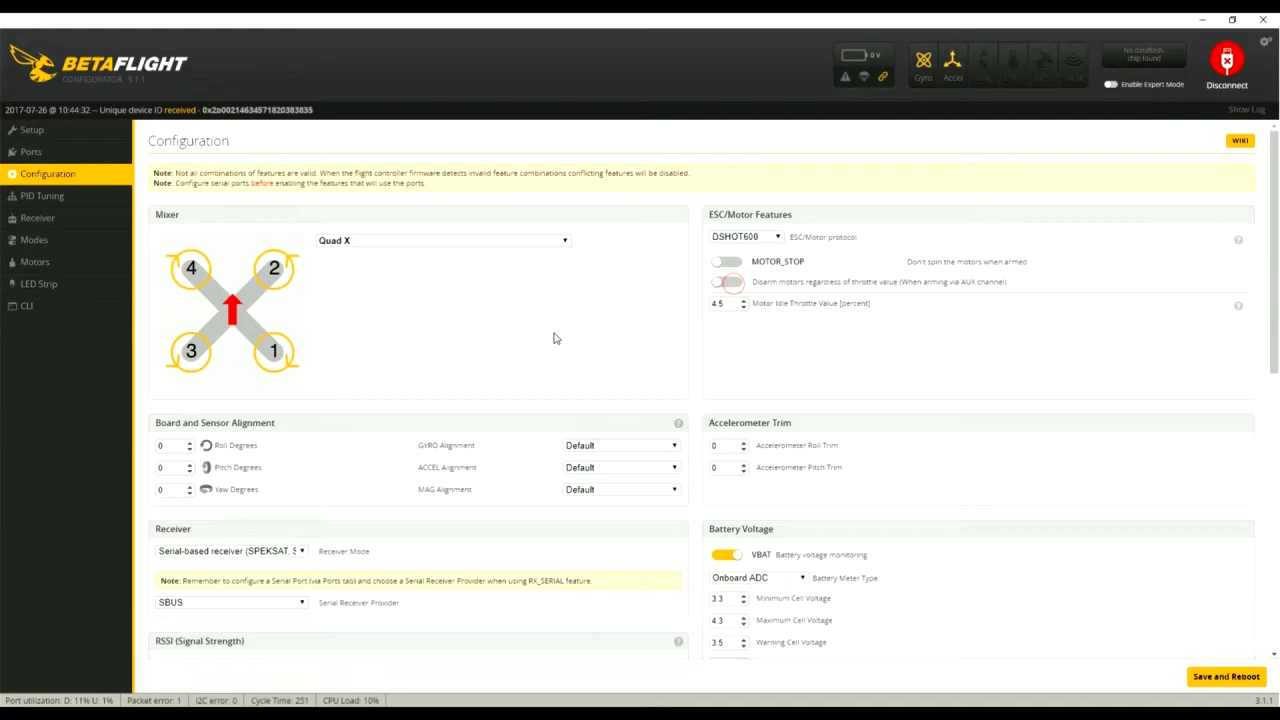 BETAFLIGHT
CONFIGURATOR 3.1.1
0 V
Gyro
Accel
No dataflash
chip found
Enable Expert Mode
Disconnect
2017-07-26 @ 10:44:32 -- Unique device ID received - 0x2b0021463457182038383５
Show Log
Setup
Ports
Configuration
PID Tuning
Receiver
Modes
Motors
LED Strip
CLI
Configuration
WIKI
Note: Not all combinations of features are valid. When the flight controller firmware detects invalid feature combinations conflicting features will be disabled.
Note: Configure serial ports before enabling the features that will use the ports.
Mixer
Quad X
4
2
3
1
ESC/Motor Features
DSHOT600 ESC/Motor protocol
MOTOR_STOP Don't spin the motors when armed
Disarm motors regardless of throttle value (When arming via AUX channel)
4.5 Motor Idle Throttle Value [percent]
Board and Sensor Alignment
0 Roll Degrees GYRO Alignment Default
0 Pitch Degrees ACCEL Alignment Default
0 Yaw Degrees MAG Alignment Default
Accelerometer Trim
0 Accelerometer Roll Trim
0 Accelerometer Pitch Trim
Receiver
Serial-based receiver (SPEKSAT, S Receiver Mode
Note: Remember to configure a Serial Port (via Ports tab) and choose a Serial Receiver Provider when using RX_SERIAL feature.
SBUS Serial Receiver Provider
RSSI (Signal Strength)
Battery Voltage
VBAT Battery voltage monitoring
Onboard ADC Battery Meter Type
3.3 Minimum Cell Voltage
4.3 Maximum Cell Voltage
3.5 Warning Cell Voltage
Save and Reboot
Port utilization: D: 11% U: 1% Packet error: 1 I2C error: 0 Cycle Time: 251 CPU Load: 10% 3.1.1